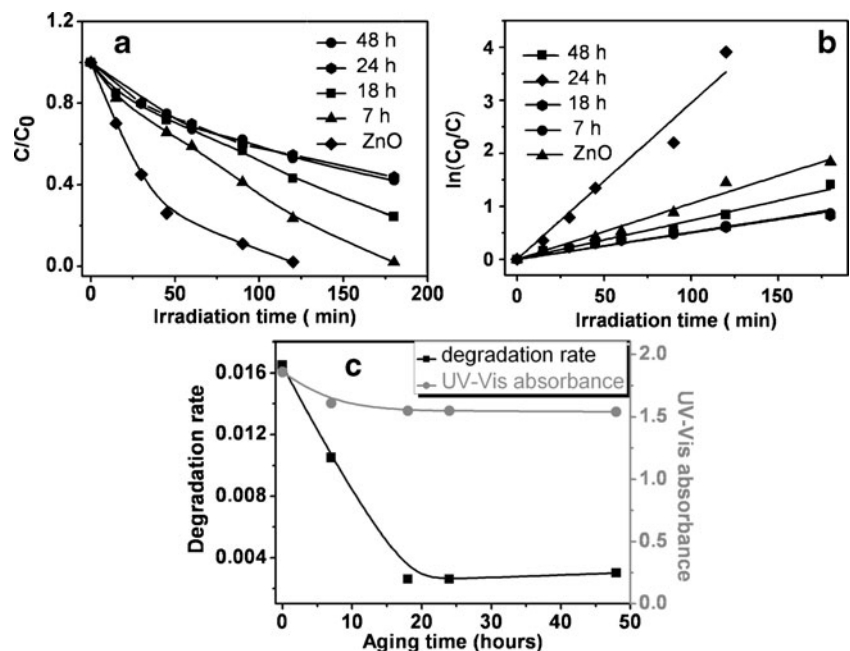 a
48 h
24 h
18 h
7 h
ZnO
1.2
0.8
0.4
0.0
C/C0
0 50 100 150 200
Irradiation time ( min)
b
48 h
24 h
18 h
7 h
ZnO
4
3
2
1
0
ln(C0/C)
0 50 100 150
Irradiation time ( min)
c
degradation rate
UV-Vis absorbance
0.016
0.012
0.008
0.004
Degradation rate
2.0
1.5
1.0
0.5
0.0
UV-Vis absorbance
0 10 20 30 40 50
Aging time (hours)